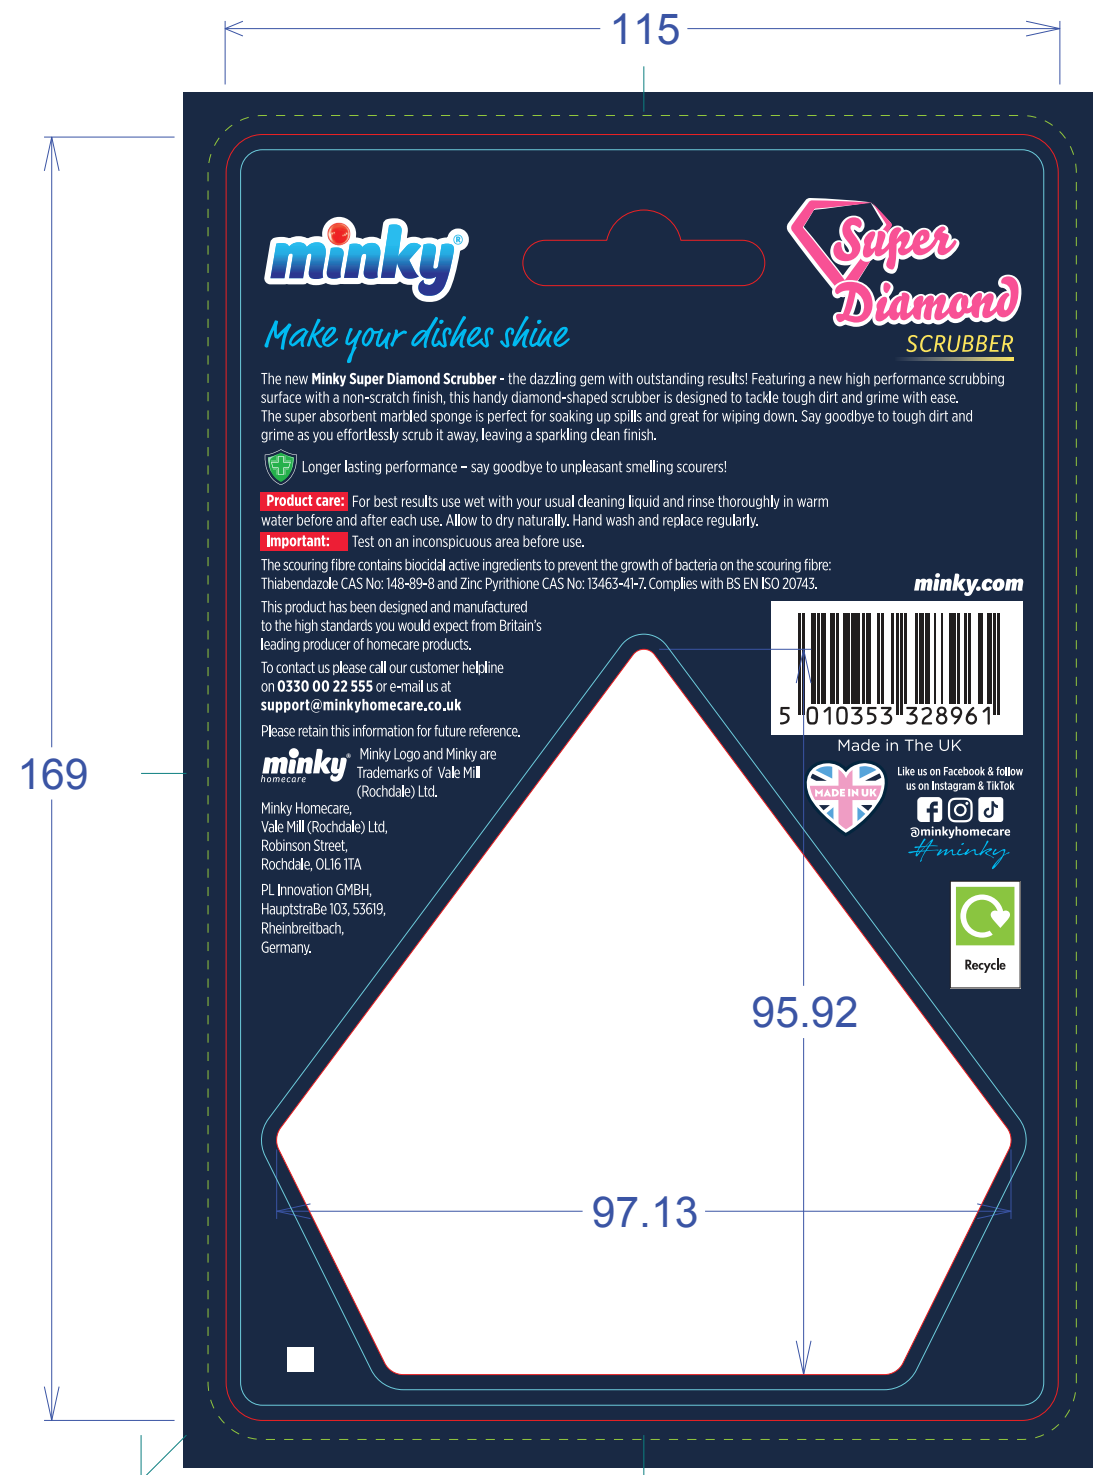 115
minky®
Super
Diamond
SCRUBBER
Make your dishes shine
The new Minky Super Diamond Scrubber - the dazzling gem with outstanding results! Featuring a new high performance scrubbing
surface with a non-scratch finish, this handy diamond-shaped scrubber is designed to tackle tough dirt and grime with ease.
The super absorbent marbled sponge is perfect for soaking up spills and great for wiping down. Say goodbye to tough dirt and
grime as you effortlessly scrub it away, leaving a sparkling clean finish.
Longer lasting performance – say goodbye to unpleasant smelling scourers!
Product care: For best results use wet with your usual cleaning liquid and rinse thoroughly in warm
water before and after each use. Allow to dry naturally. Hand wash and replace regularly.
Important: Test on an inconspicuous area before use.
The scouring fibre contains biocidal active ingredients to prevent the growth of bacteria on the scouring fibre:
Thiabendazole CAS No: 148-89-8 and Zinc Pyrithione CAS No: 13463-41-7. Complies with BS EN ISO 20743.
minky.com
This product has been designed and manufactured
to the high standards you would expect from Britain's
leading producer of homecare products.
To contact us please call our customer helpline
on 0330 00 22 555 or e-mail us at
support@minkyhomecare.co.uk
Please retain this information for future reference.
5 010353 328961
Made in The UK
minky®
homecare
Minky Logo and Minky are
Trademarks of Vale Mill
(Rochdale) Ltd.
MADE IN UK
Like us on Facebook & follow
us on Instagram & TikTok
@minkyhomecare
#minky
169
Minky Homecare,
Vale Mill (Rochdale) Ltd,
Robinson Street,
Rochdale, OL16 1TA
PL Innovation GMBH,
HauptstraBe 103, 53619,
Rheinbreitbach,
Germany.
Recycle
95.92
97.13